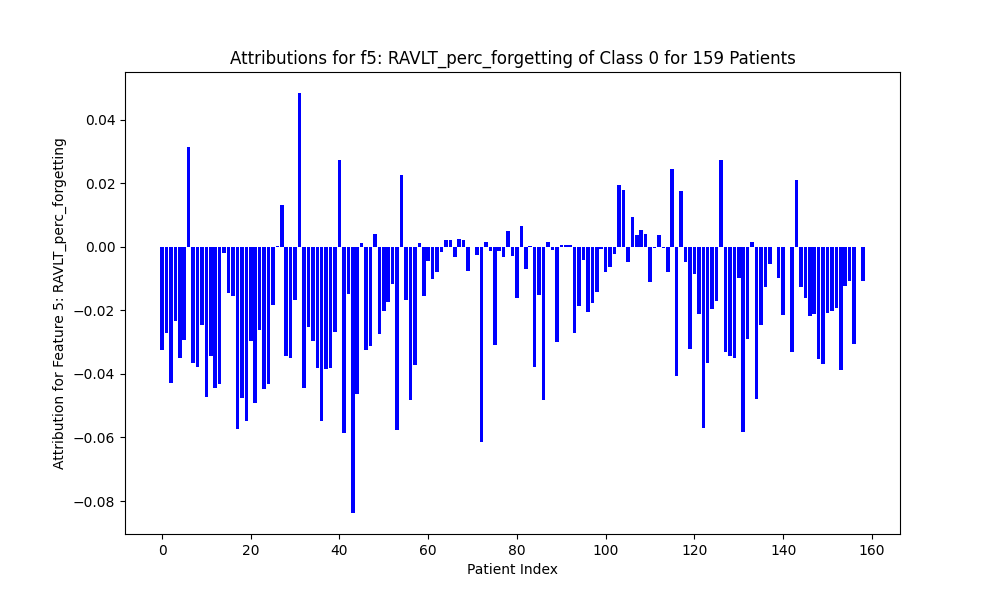 Attributions for f5: RAVLT_perc_forgetting of Class 0 for 159 Patients
Attribution for Feature 5: RAVLT_perc_forgetting
0.04
0.02
0.00
−0.02
−0.04
−0.06
−0.08
0 20 40 60 80 100 120 140 160
Patient Index